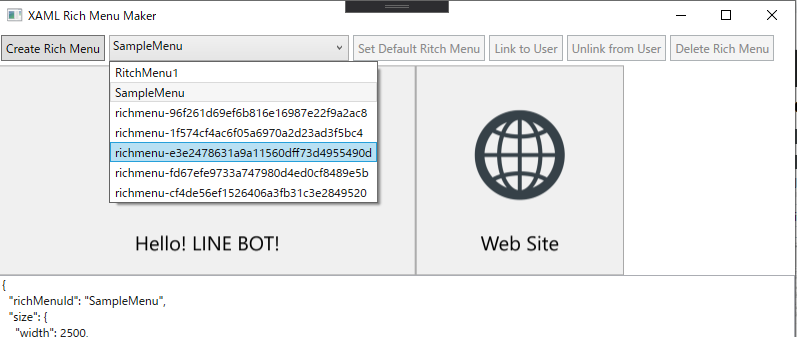 XAML Rich Menu Maker
Create Rich Menu SampleMenu Set Default Ritch Menu Link to User Unlink from User Delete Rich Menu
RitchMenu1
SampleMenu
richmenu-96f261d69ef6b816e16987e22f9a2ac8
richmenu-1f574cf4ac6f05a6970a2d23ad3f5bc4
richmenu-e3e2478631a9a11560dff73d4955490d
richmenu-fd67efe9733a747980d4ed0cf8489e5b
richmenu-cf4de56ef1526406a3fb31c3e2849520
Hello! LINE BOT! Web Site
{
"richMenuId": "SampleMenu",
"size": {
"width": 2500,